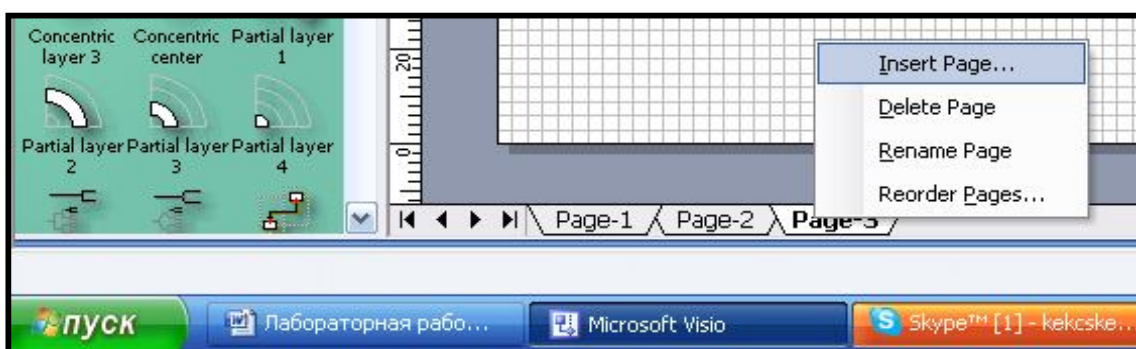 Concentric layer 3
Concentric center
Partial layer 1
Partial layer 2
Partial layer 3
Partial layer 4
20
0
Insert Page...
Delete Page
Rename Page
Reorder Pages...
Page-1
Page-2
Page-3
пуск
Лабораторная рабо...
Microsoft Visio
Skype™ [1] - kekcske...